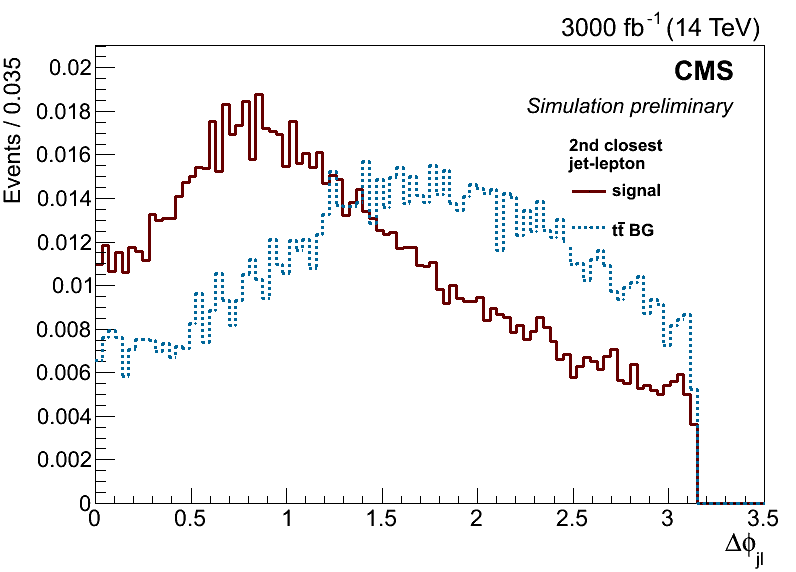 3000 fb⁻¹ (14 TeV)
CMS
Simulation preliminary
2nd closest
jet-lepton
signal
tt̄ BG
Events / 0.035
0.02
0.018
0.016
0.014
0.012
0.01
0.008
0.006
0.004
0.002
0
0 0.5 1 1.5 2 2.5 3 3.5
Δϕ_jl